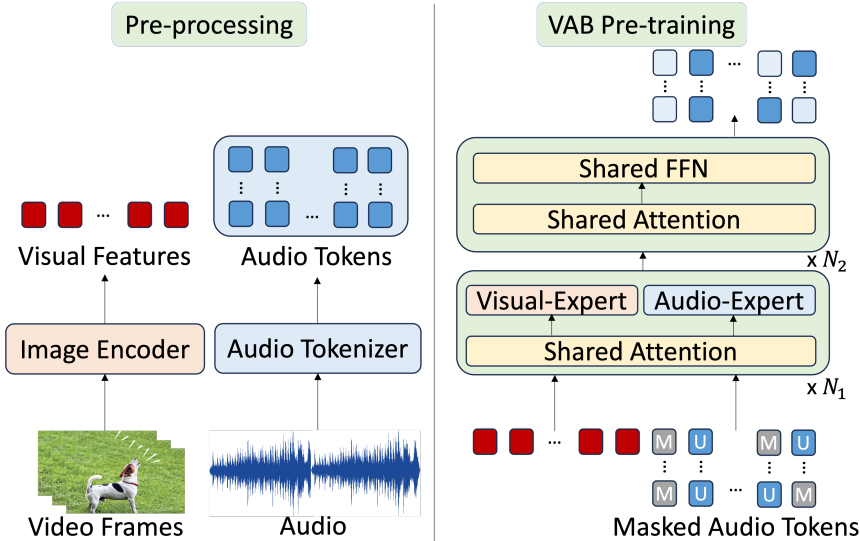 Pre-processing
Visual Features
...
Audio Tokens
...
Image Encoder
Audio Tokenizer
Video Frames
Audio
VAB Pre-training
...
Shared FFN
Shared Attention
x N₂
Visual-Expert
Audio-Expert
Shared Attention
x N₁
...
M U M U
M U ... U M
Masked Audio Tokens